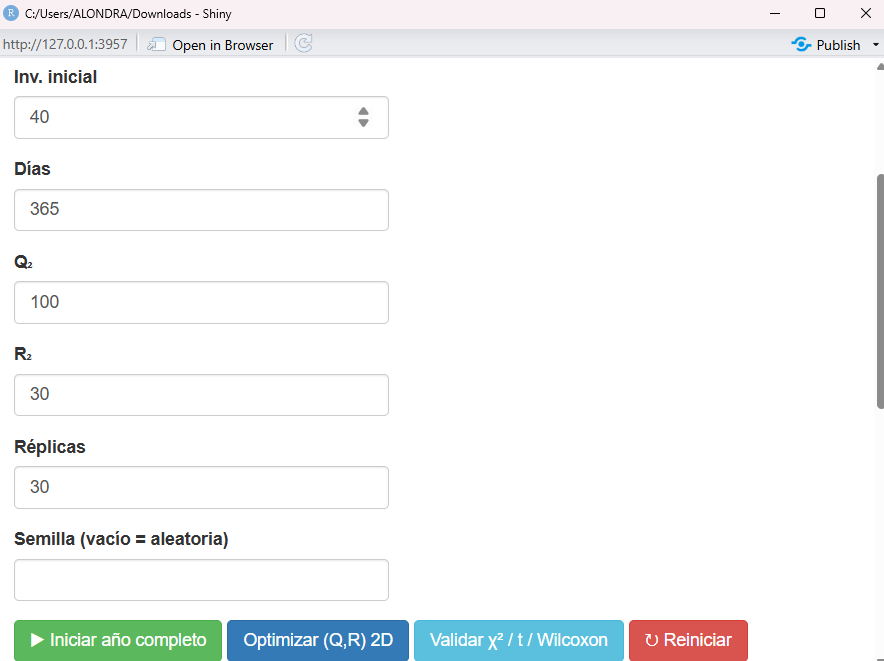 R C:/Users/ALONDRA/Downloads - Shiny
http://127.0.0.1:3957 Open in Browser Publish
Inv. inicial
40
Días
365
Q₂
100
R₂
30
Réplicas
30
Semilla (vacío = aleatoria)
▶ Iniciar año completo Optimizar (Q,R) 2D Validar χ² / t / Wilcoxon ↻ Reiniciar